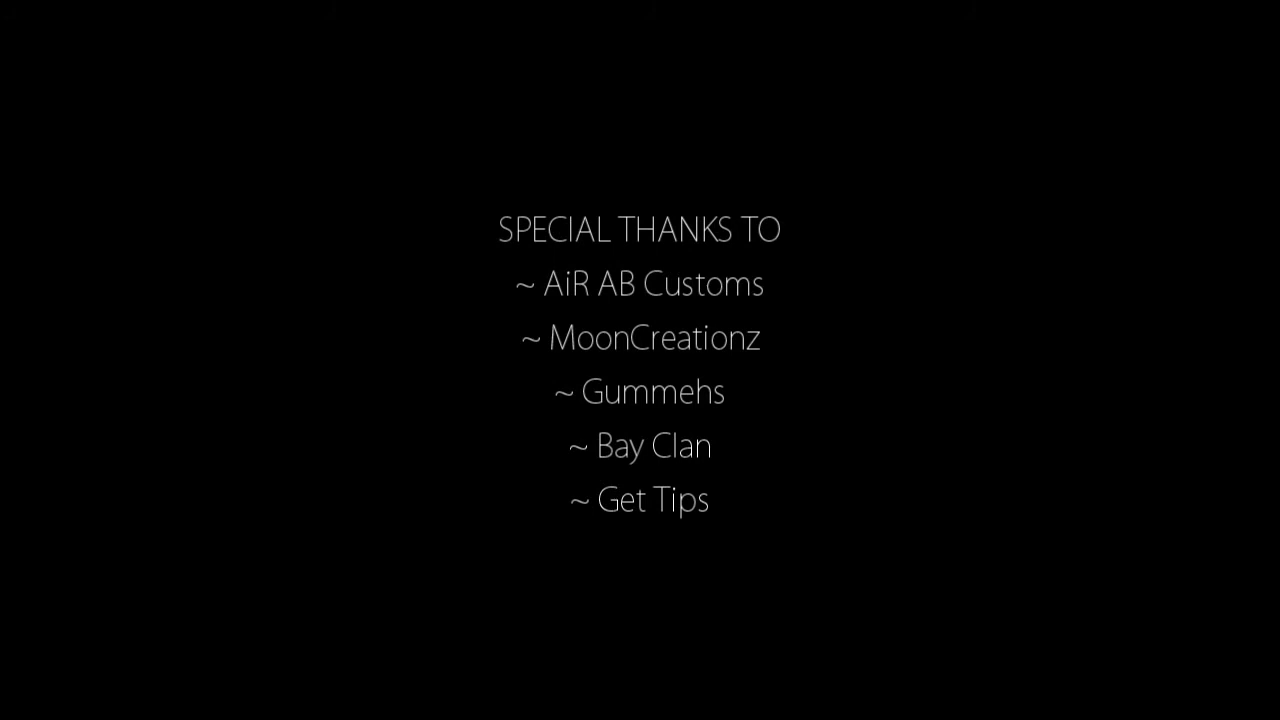 SPECIAL THANKS TO
~ AiR AB Customs
~ MoonCreationz
~ Gummehs
~ Bay Clan
~ Get Tips